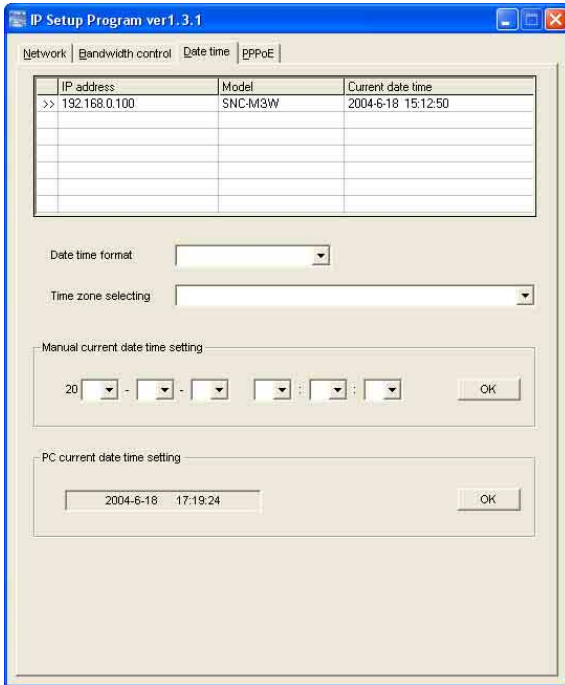 IP Setup Program ver1.3.1
Network Bandwidth control Date time PPPoE
IP address Model Current date time
>> 192.168.0.100 SNC-M3W 2004-6-18 15:12:50
Date time format
Time zone selecting
Manual current date time setting
20 - - : : OK
PC current date time setting
2004-6-18 17:19:24 OK